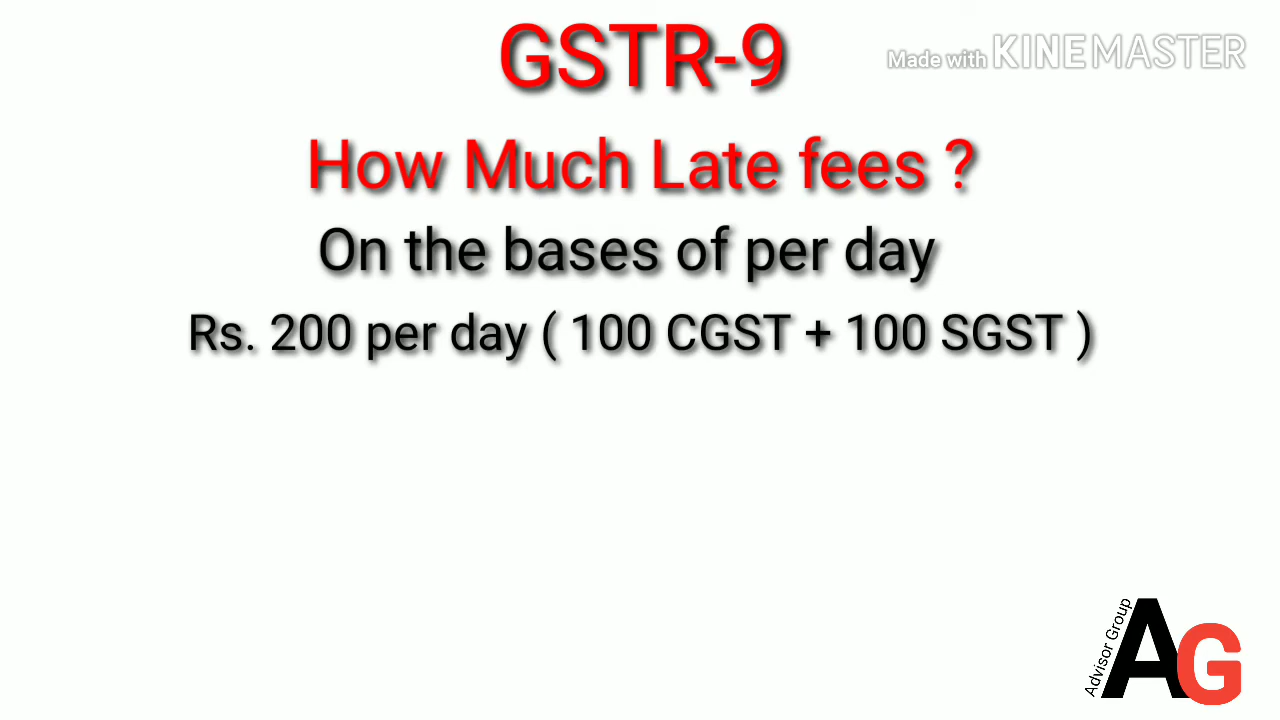 GSTR-9
Made with KINEMASTER
How Much Late fees ?
On the bases of per day
Rs. 200 per day ( 100 CGST + 100 SGST )
Advisor Group
AG